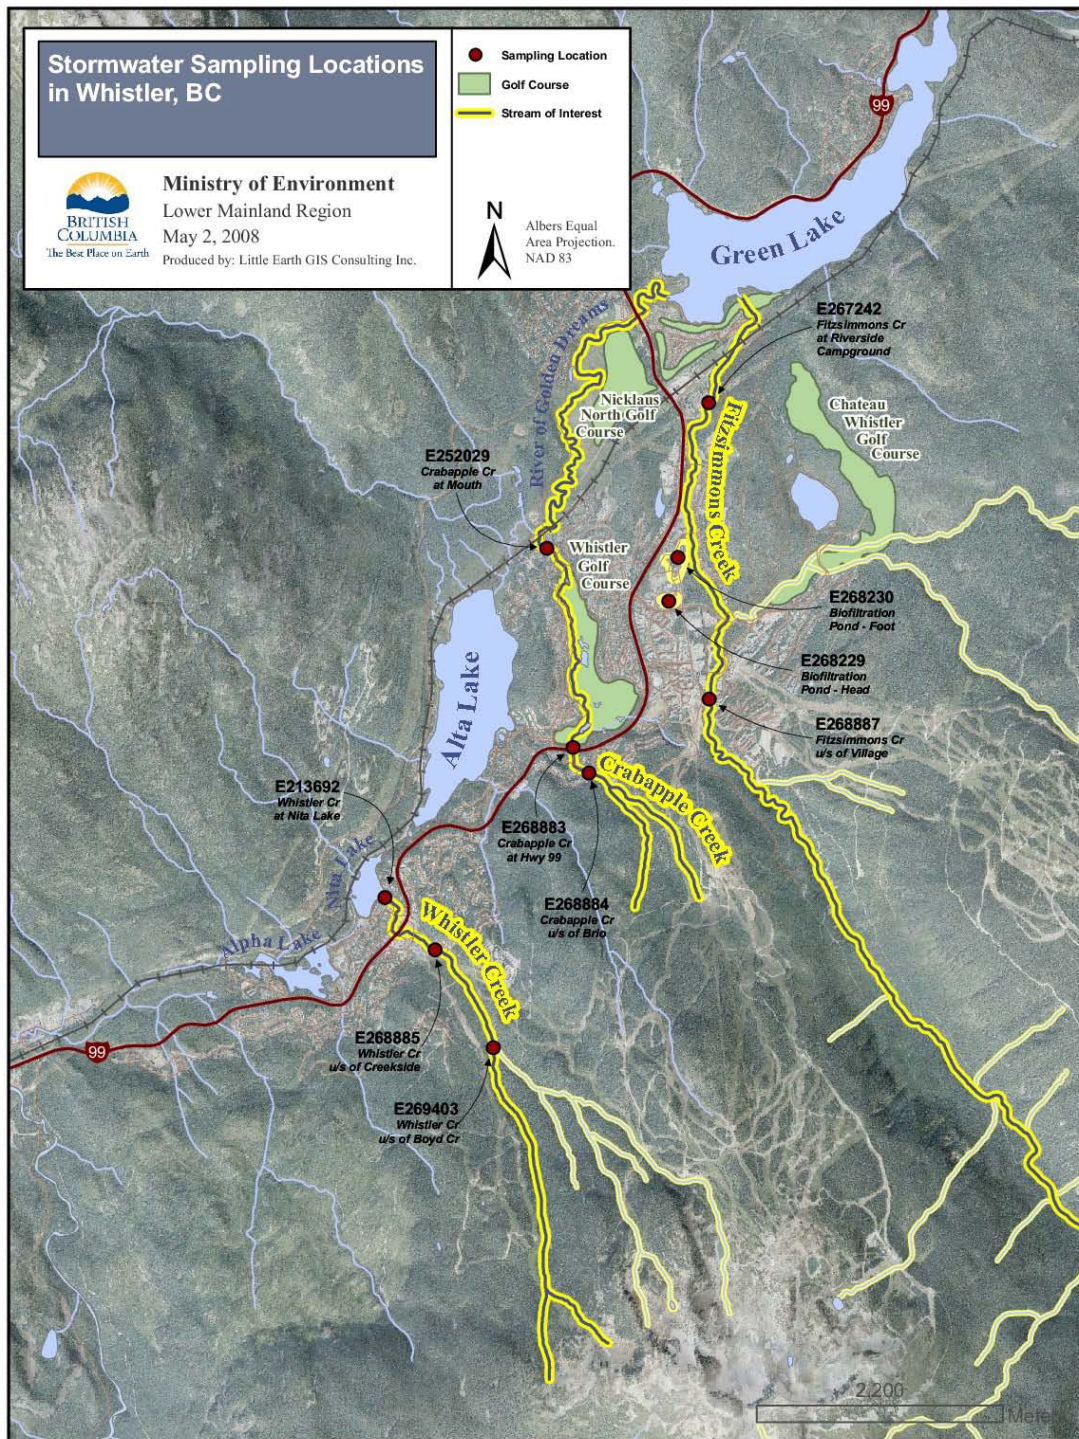 Stormwater Sampling Locations
in Whistler, BC
BRITISH
COLUMBIA
The Best Place on Earth
Ministry of Environment
Lower Mainland Region
May 2, 2008
Produced by: Little Earth GIS Consulting Inc.
Sampling Location
Golf Course
Stream of Interest
N
Albers Equal
Area Projection.
NAD 83
99
Green Lake
E267242
Fitzsimmons Cr
at Riverside
Campground
River of Golden Dreams
Nicklaus
North Golf
Course
Chateau
Whistler
Golf
Course
Fitzsimmons Creek
E252029
Crabapple Cr
at Mouth
Whistler
Golf
Course
E268230
Biofiltration
Pond - Foot
E268229
Biofiltration
Pond - Head
Alta Lake
E268887
Fitzsimmons Cr
u/s of Village
Crabapple Creek
E213692
Whistler Cr
at Nita Lake
E268883
Crabapple Cr
at Hwy 99
Nita Lake
E268884
Crabapple Cr
u/s of Brio
Alpha Lake
Whistler Creek
99
E268885
Whistler Cr
u/s of Creekside
E269403
Whistler Cr
u/s of Boyd Cr
2,200
Mete